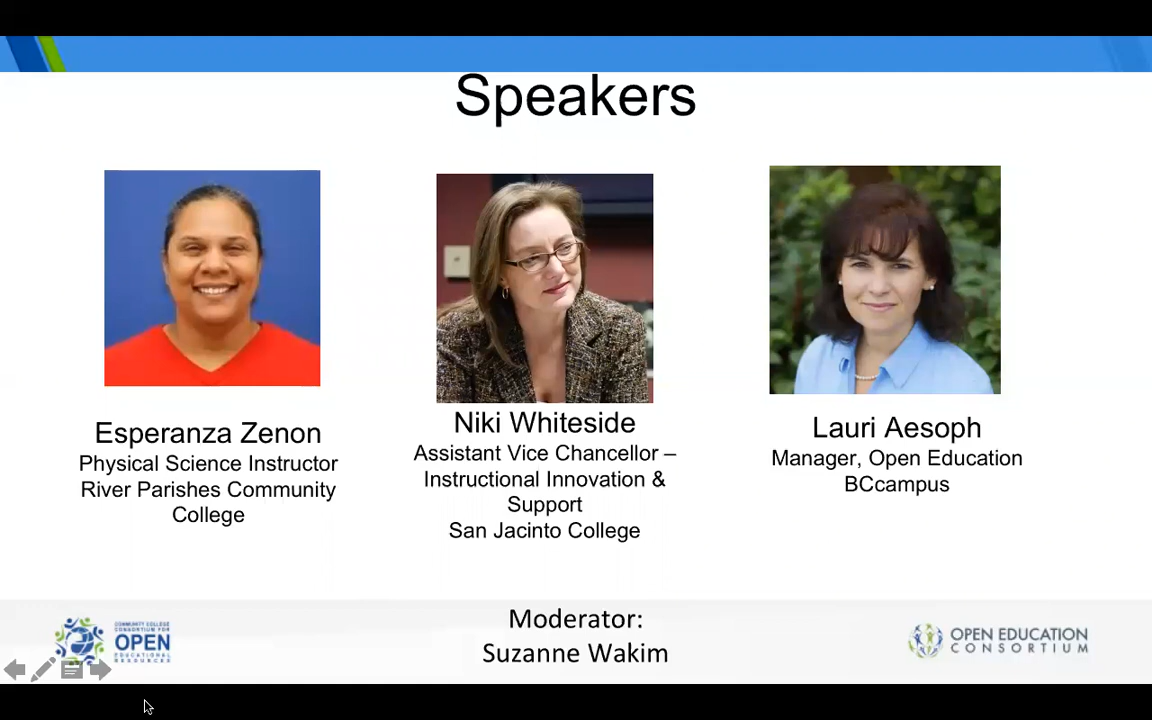 Speakers
Esperanza Zenon
Physical Science Instructor
River Parishes Community
College
Niki Whiteside
Assistant Vice Chancellor –
Instructional Innovation &
Support
San Jacinto College
Lauri Aesoph
Manager, Open Education
BCcampus
COMMUNITY COLLEGE
CONSORTIUM FOR
OPEN
EDUCATIONAL
RESOURCES
Moderator:
Suzanne Wakim
OPEN EDUCATION
CONSORTIUM